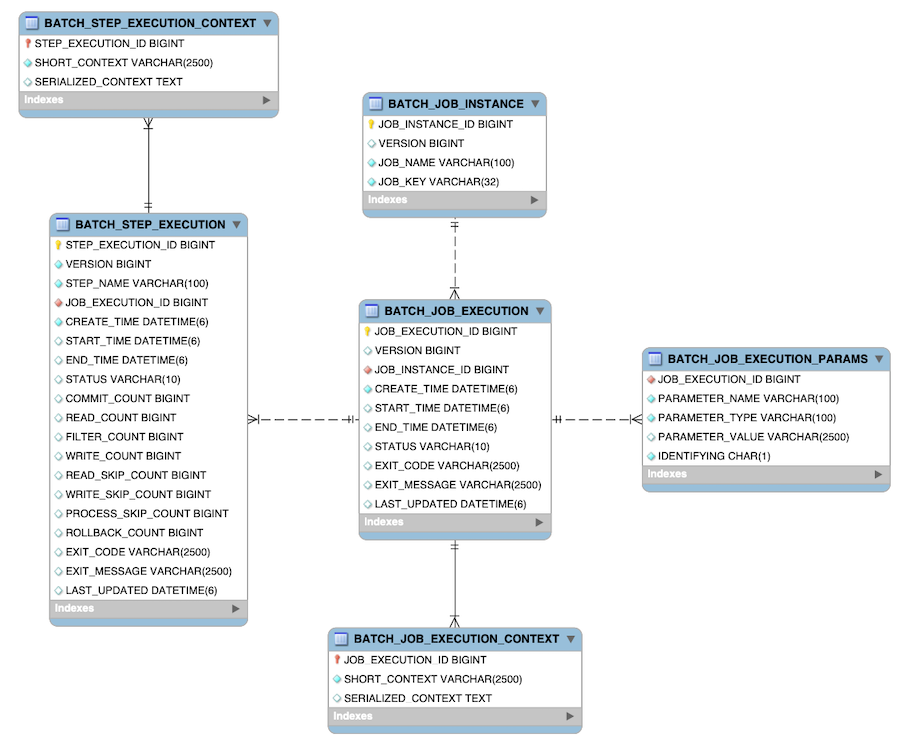 BATCH_STEP_EXECUTION_CONTEXT
STEP_EXECUTION_ID BIGINT
SHORT_CONTEXT VARCHAR(2500)
SERIALIZED_CONTEXT TEXT
Indexes
BATCH_JOB_INSTANCE
JOB_INSTANCE_ID BIGINT
VERSION BIGINT
JOB_NAME VARCHAR(100)
JOB_KEY VARCHAR(32)
Indexes
BATCH_STEP_EXECUTION
STEP_EXECUTION_ID BIGINT
VERSION BIGINT
STEP_NAME VARCHAR(100)
JOB_EXECUTION_ID BIGINT
CREATE_TIME DATETIME(6)
START_TIME DATETIME(6)
END_TIME DATETIME(6)
STATUS VARCHAR(10)
COMMIT_COUNT BIGINT
READ_COUNT BIGINT
FILTER_COUNT BIGINT
WRITE_COUNT BIGINT
READ_SKIP_COUNT BIGINT
WRITE_SKIP_COUNT BIGINT
PROCESS_SKIP_COUNT BIGINT
ROLLBACK_COUNT BIGINT
EXIT_CODE VARCHAR(2500)
EXIT_MESSAGE VARCHAR(2500)
LAST_UPDATED DATETIME(6)
Indexes
BATCH_JOB_EXECUTION
JOB_EXECUTION_ID BIGINT
VERSION BIGINT
JOB_INSTANCE_ID BIGINT
CREATE_TIME DATETIME(6)
START_TIME DATETIME(6)
END_TIME DATETIME(6)
STATUS VARCHAR(10)
EXIT_CODE VARCHAR(2500)
EXIT_MESSAGE VARCHAR(2500)
LAST_UPDATED DATETIME(6)
Indexes
BATCH_JOB_EXECUTION_PARAMS
JOB_EXECUTION_ID BIGINT
PARAMETER_NAME VARCHAR(100)
PARAMETER_TYPE VARCHAR(100)
PARAMETER_VALUE VARCHAR(2500)
IDENTIFYING CHAR(1)
Indexes
BATCH_JOB_EXECUTION_CONTEXT
JOB_EXECUTION_ID BIGINT
SHORT_CONTEXT VARCHAR(2500)
SERIALIZED_CONTEXT TEXT
Indexes